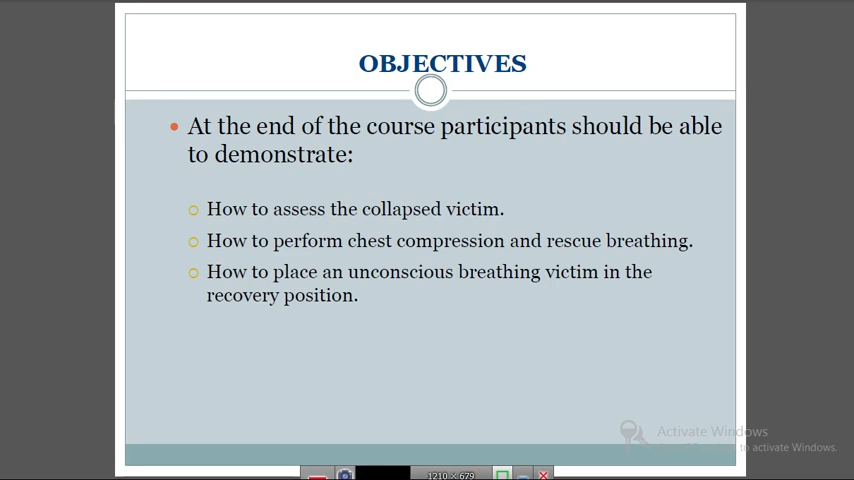 OBJECTIVES
At the end of the course participants should be able
to demonstrate:
How to assess the collapsed victim.
How to perform chest compression and rescue breathing.
How to place an unconscious breathing victim in the
recovery position.
Activate Windows
to activate Windows.
1210 × 679